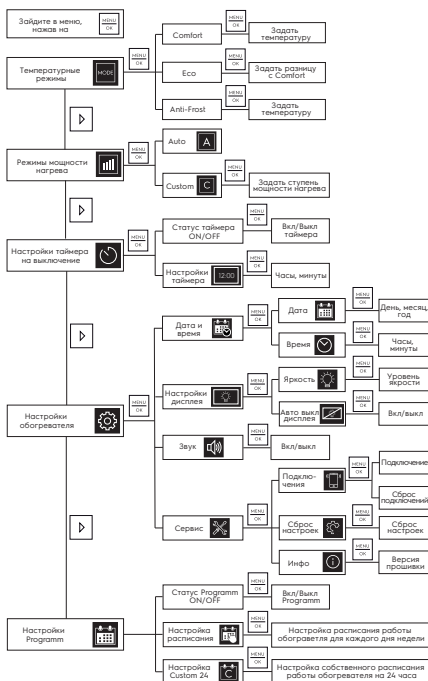 Зайдите в меню,
нажав на
MENU
OK
Температурные
режимы
MODE
MENU
OK
Comfort
MENU
OK
Задать
температуру
Eco
MENU
OK
Задать разницу
с Comfort
Anti-Frost
MENU
OK
Задать
температуру
Режимы мощности
нагрева
MENU
OK
Auto
A
Custom
C
MENU
OK
Задать ступень
мощности нагрева
Настройки таймера
на выключение
MENU
OK
Статус таймера
ON/OFF
MENU
OK
Вкл/Выкл
таймера
Настройки
таймера
12:00
MENU
OK
Часы, минуты
Настройки
обогревателя
MENU
OK
Дата и
время
MENU
OK
Дата
MENU
OK
День, месяц,
год
Время
MENU
OK
Часы,
минуты
Настройки
дисплея
MENU
OK
Яркость
MENU
OK
Уровень
якрости
Авто выкл
дисплея
MENU
OK
Вкл/выкл
Звук
MENU
OK
Вкл/выкл
Сервис
MENU
OK
Подклю-
чения
MENU
OK
Подключение
Сброс
подключений
Сброс
настроек
MENU
OK
Сброс
настроек
Инфо
MENU
OK
Версия
прошивки
Настройки
Programm
MENU
OK
Статус Programm
ON/OFF
MENU
OK
Вкл/Выкл
Programm
Настройка
расписания
MENU
OK
Настройка расписания работы
обограветля для каждого дня недели
Настройка
Custom 24
C
MENU
OK
Настройка собственного расписания
работы обогревателя на 24 часа